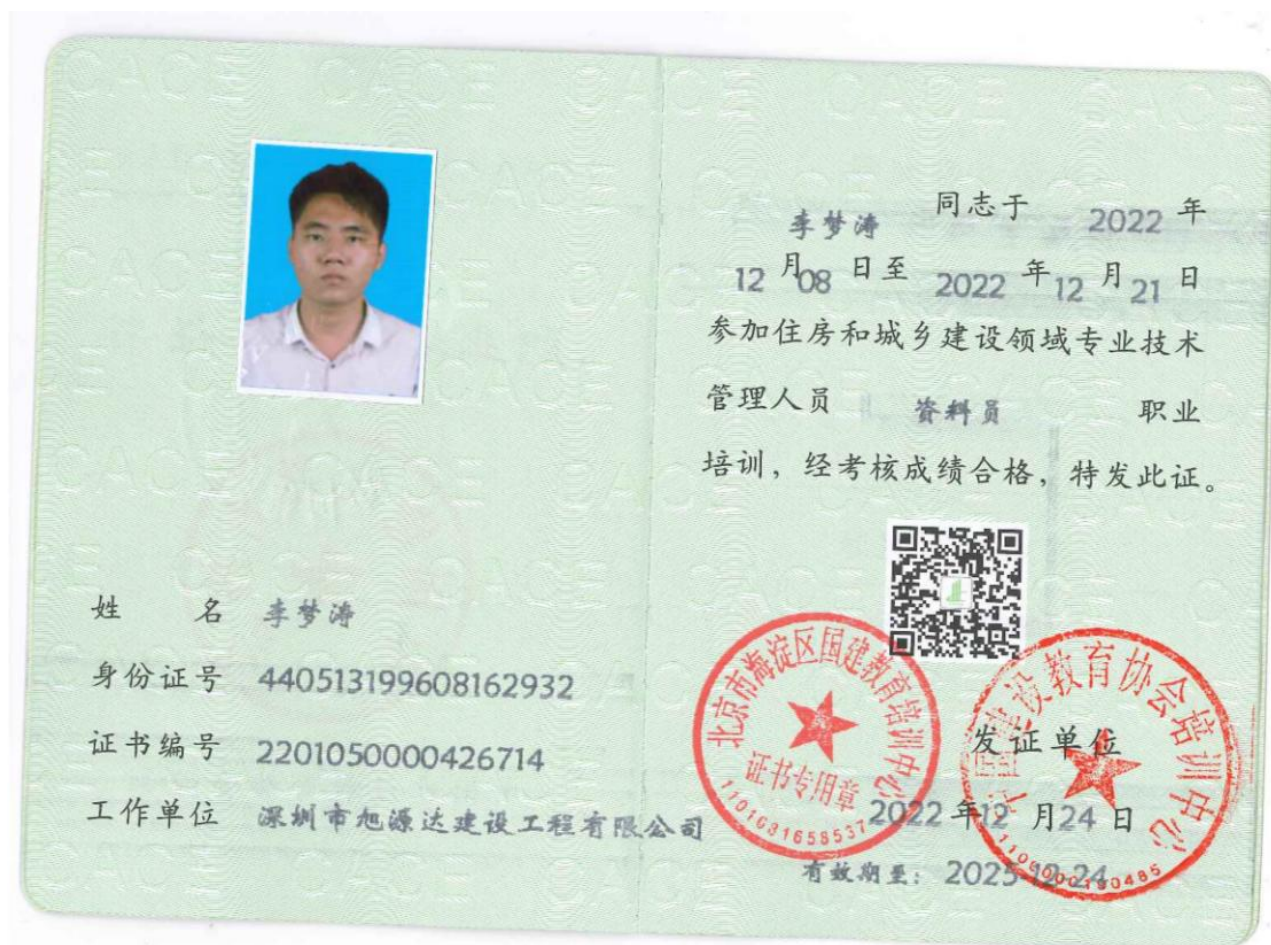 李梦涛 同志于 2022 年
12 月 08 日至 2022 年 12 月 21 日
参加住房和城乡建设领域专业技术
管理人员 资料员 职业
培训，经考核成绩合格，特发此证。
姓 名 李梦涛
身份证号 440513199608162932
证书编号 2201050000426714
工作单位 深圳市旭源达建设工程有限公司
北京市海淀区国建教育培训中心
证书专用章
中国建设教育协会培训中心
发证单位
2022 年 12 月 24 日
有效期至：2025-12-24
CACE